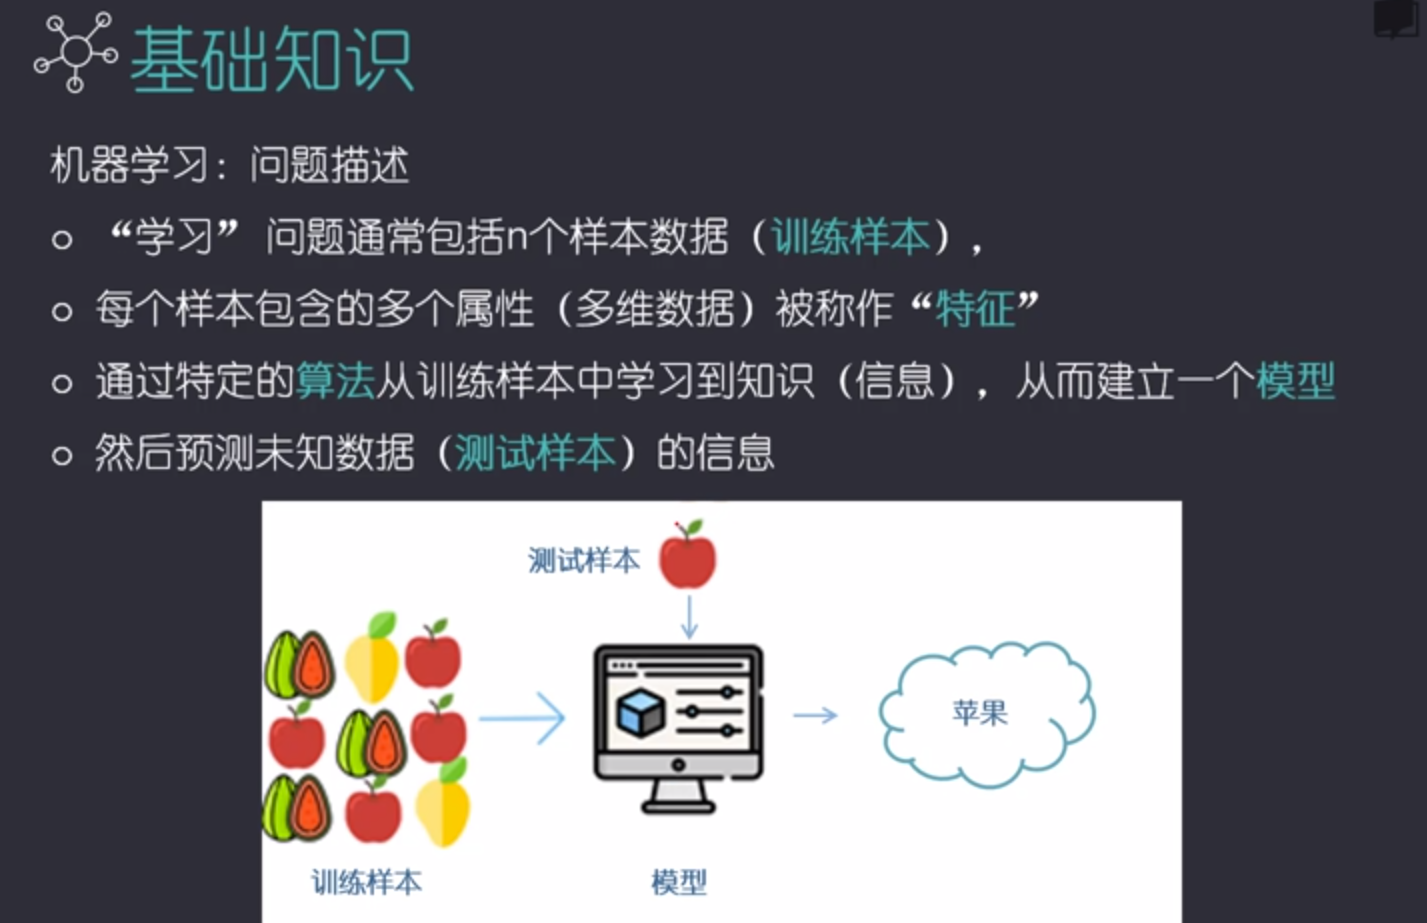 基础知识
机器学习：问题描述
“学习” 问题通常包括n个样本数据（训练样本），
每个样本包含的多个属性（多维数据）被称作“特征”
通过特定的算法从训练样本中学习到知识（信息），从而建立一个模型
然后预测未知数据（测试样本）的信息
测试样本
苹果
训练样本
模型